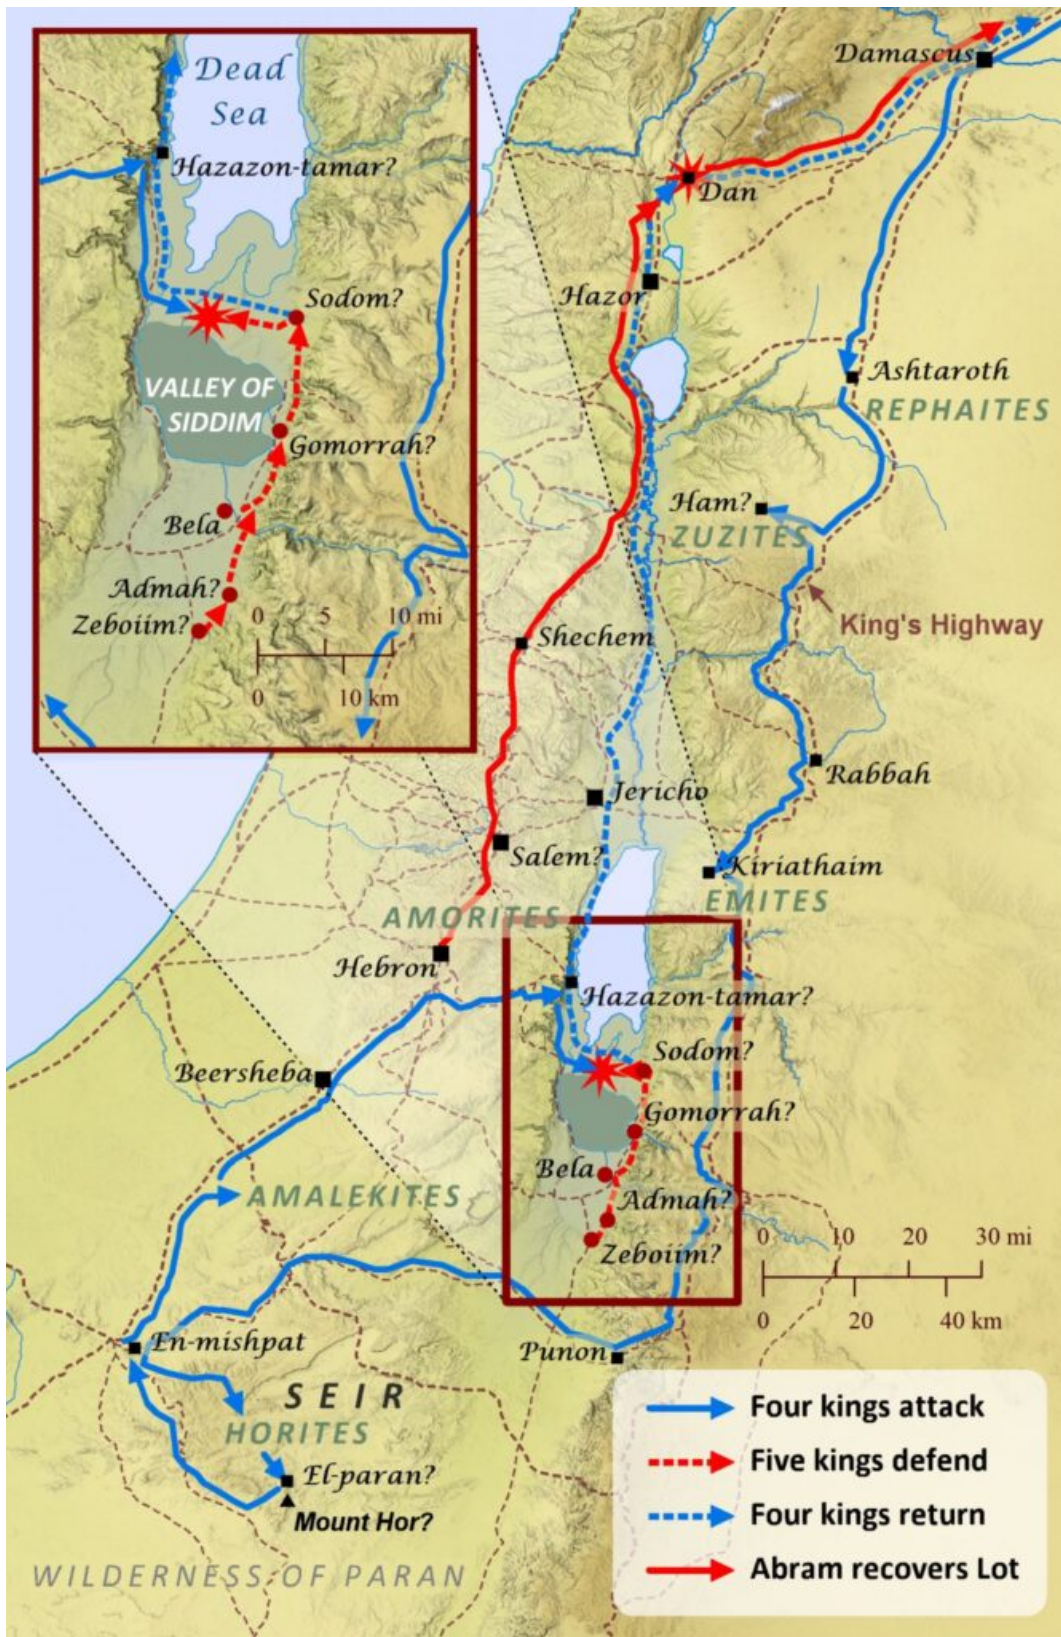 Dead
Sea
Hazazon-tamar?
Sodom?
VALLEY OF
SIDDIM
Gomorrah?
Bela
Admah?
Zeboiim?
0 5 10 mi
0 10 km
Damascus
Dan
Hazor
Ashtaroth
REPHAITES
Ham?
ZUZITES
King's Highway
Shechem
Rabbah
Jericho
Salem?
Kiriathaim
EMITES
AMORITES
Hebron
Hazazon-tamar?
Sodom?
Beersheba
Gomorrah?
Bela
AMALEKITES
Admah?
Zeboiim?
0 10 20 30 mi
0 20 40 km
En-mishpat
Punon
SEIR
HORITES
El-paran?
Mount Hor?
WILDERNESS OF PARAN
Four kings attack
Five kings defend
Four kings return
Abram recovers Lot